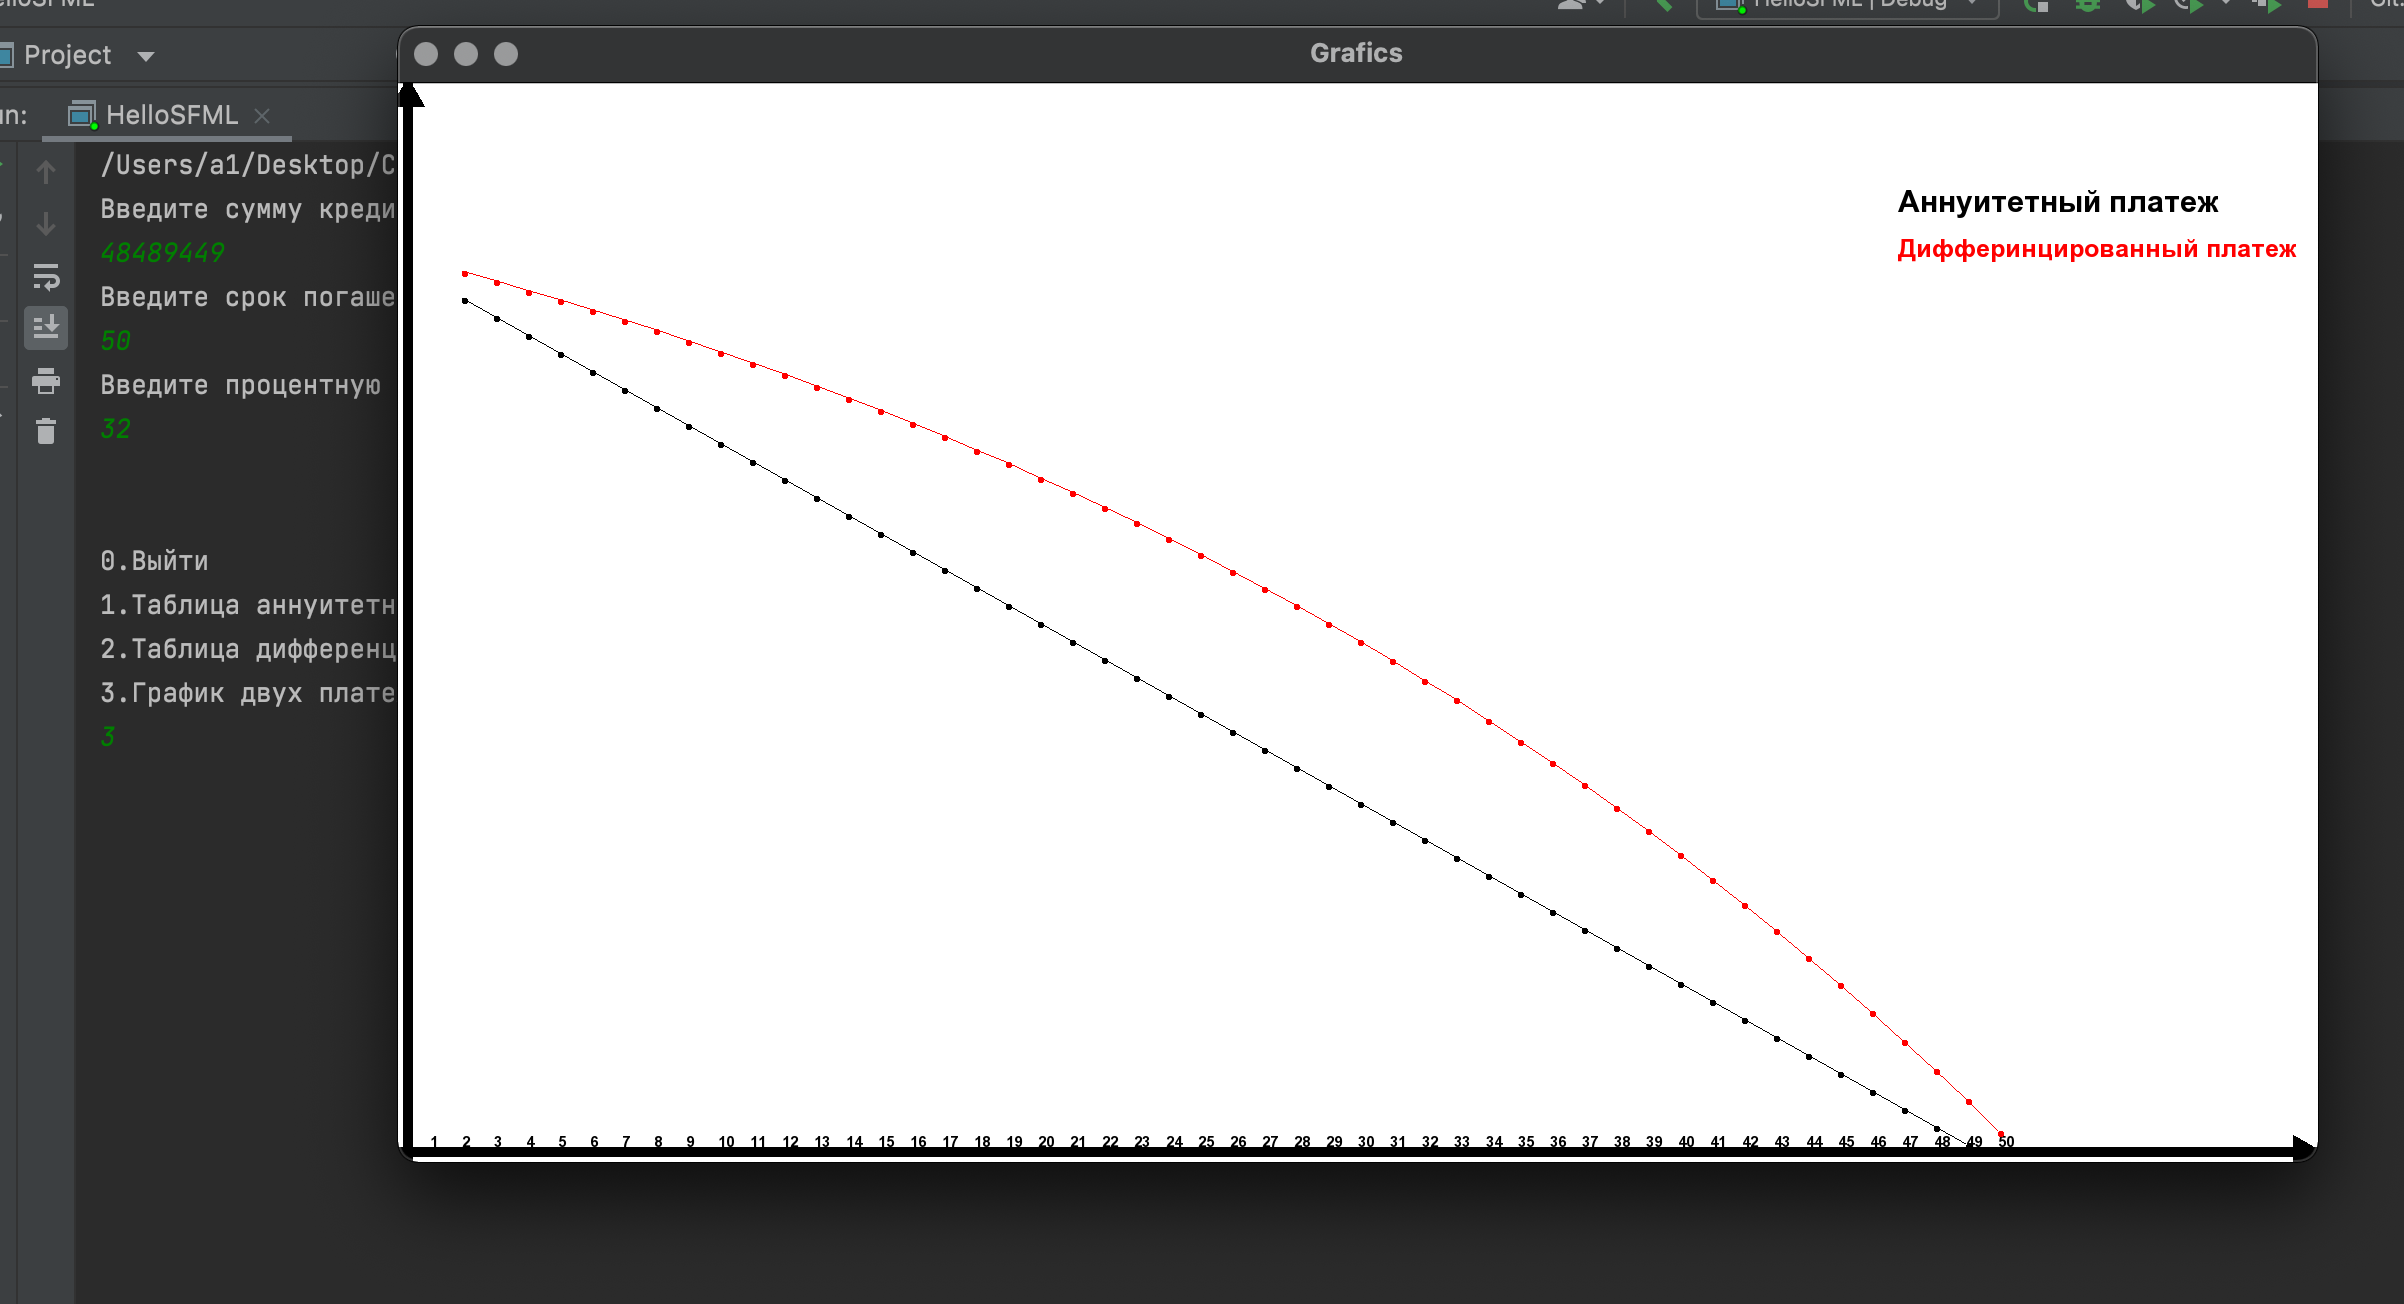 Project
HelloSFML
/Users/a1/Desktop/C
Введите сумму креди
48489449
Введите срок погаше
50
Введите процентную
32
0.Выйти
1.Таблица аннуитетн
2.Таблица дифференц
3.График двух плате
3
Grafics
Аннуитетный платеж
Дифферинцированный платеж
1 2 3 4 5 6 7 8 9 10 11 12 13 14 15 16 17 18 19 20 21 22 23 24 25 26 27 28 29 30 31 32 33 34 35 36 37 38 39 40 41 42 43 44 45 46 47 48 49 50